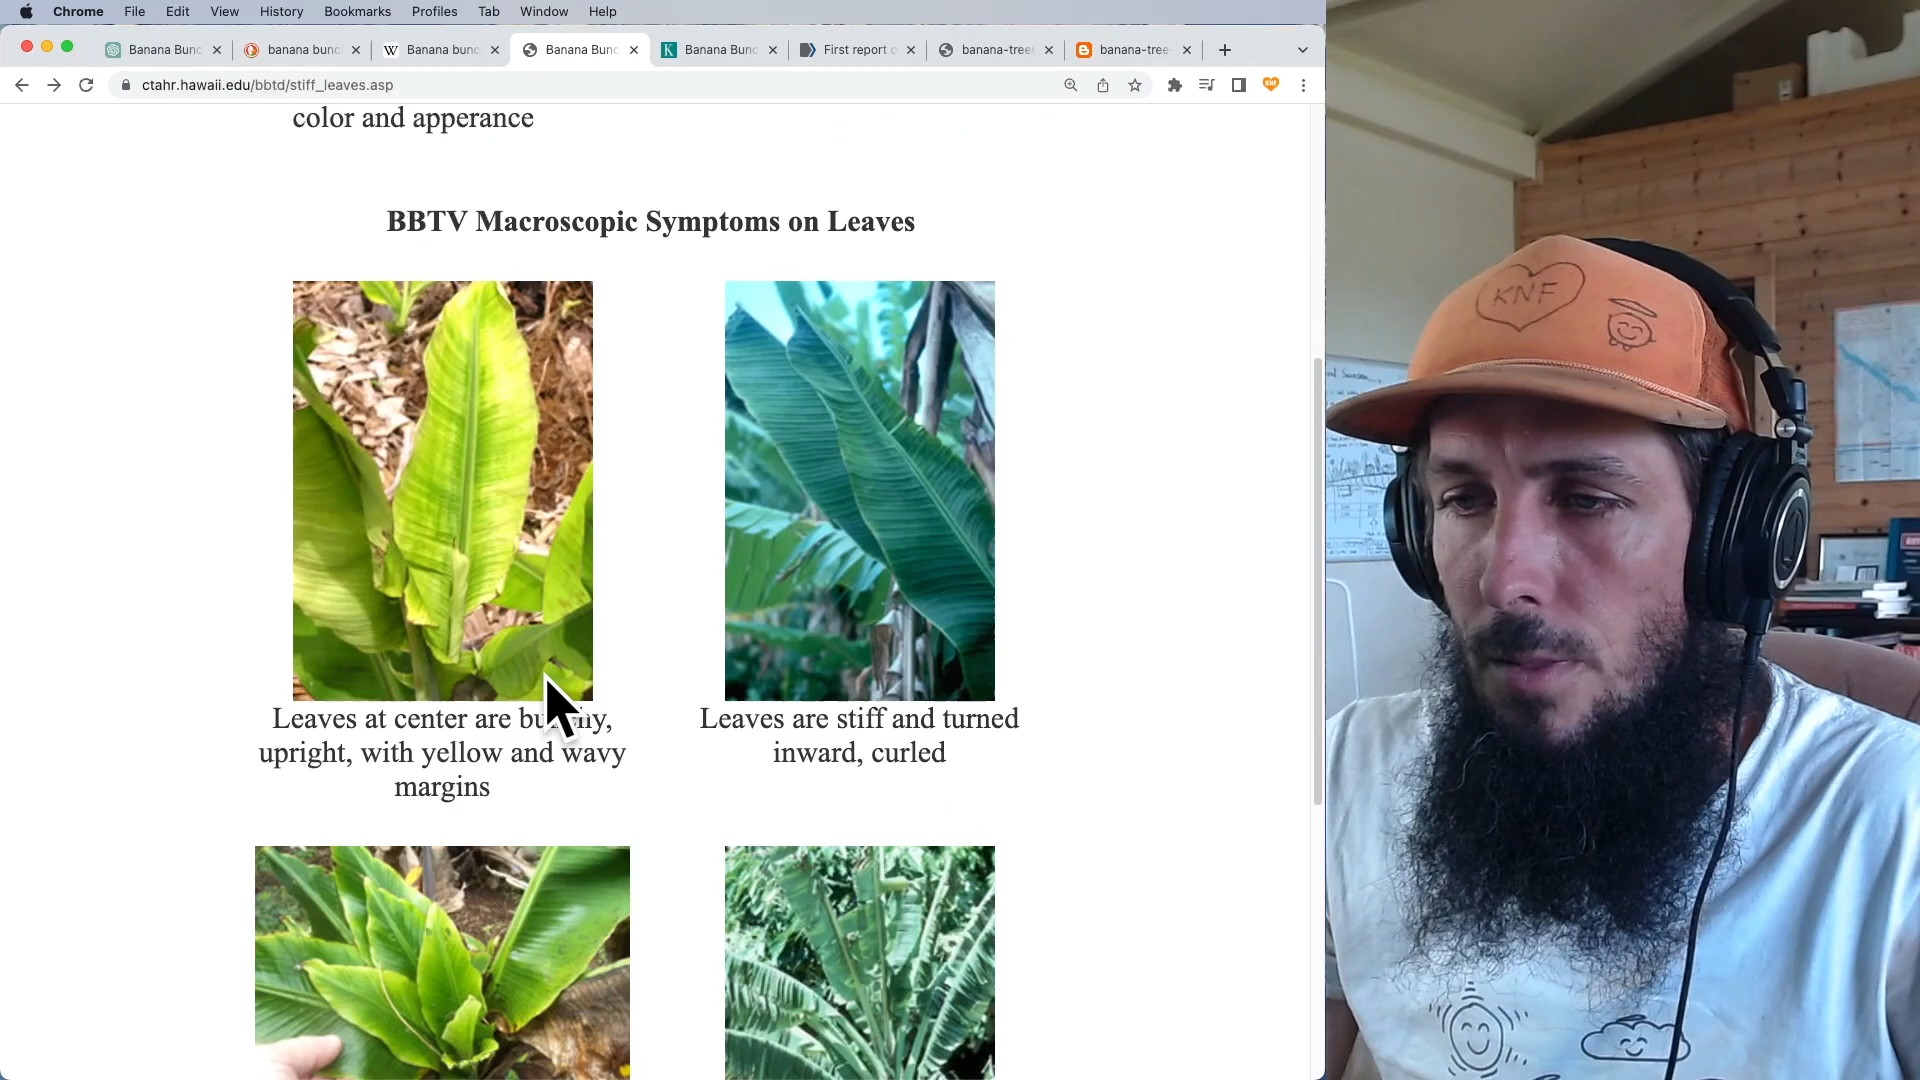 Chrome File Edit View History Bookmarks Profiles Tab Window Help
Banana Bunc banana bunc W Banana bunc Banana Bunc K Banana Bunc First report o banana-tree banana-tree-
ctahr.hawaii.edu/bbtd/stiff_leaves.asp
color and apperance
BBTV Macroscopic Symptoms on Leaves
Leaves at center are
upright, with yellow and wavy
margins
Leaves are stiff and turned
inward, curled
KNF